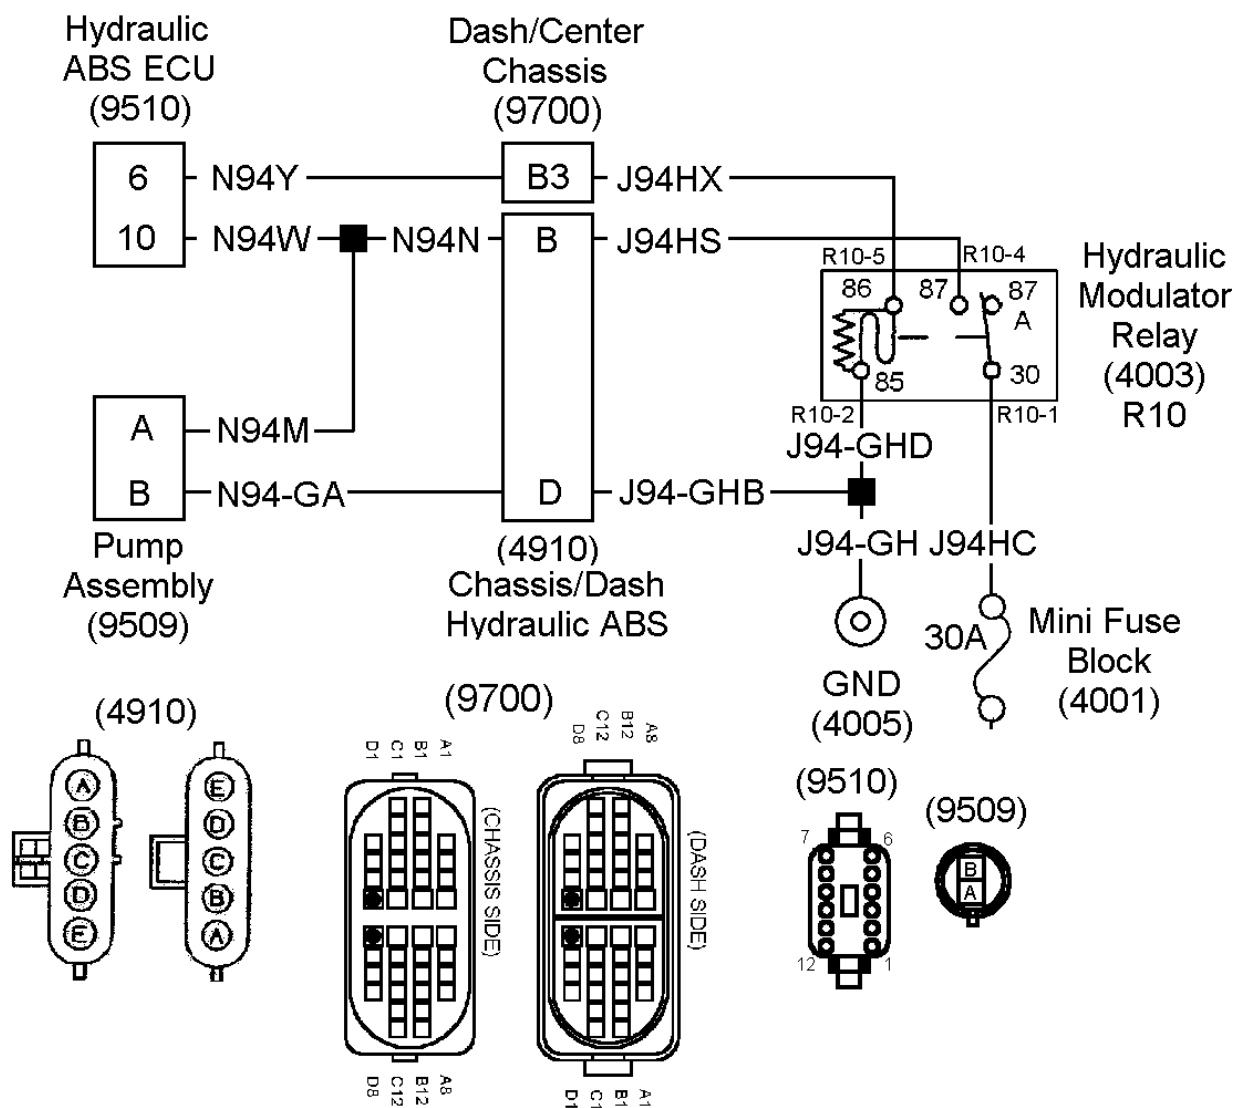 Hydraulic
ABS ECU
(9510)
Dash/Center
Chassis
(9700)
6
N94Y
B3
J94HX
10
N94W
N94N
B
J94HS
R10-5
R10-4
86
87
87
A
85
30
Hydraulic
Modulator
Relay
(4003)
R10
R10-2
R10-1
A
N94M
J94-GHD
B
N94-GA
D
J94-GHB
Pump
Assembly
(9509)
(4910)
Chassis/Dash
Hydraulic ABS
J94-GH
J94HC
30A
Mini Fuse
Block
(4001)
GND
(4005)
(4910)
A
B
C
D
E
E
D
C
B
A
(9700)
D1
C1
B1
A1
(CHASSIS SIDE)
D8
C12
B12
A8
D8
C12
B12
A8
(DASH SIDE)
D1
C1
B1
A1
(9510)
7
6
12
1
(9509)
B
A